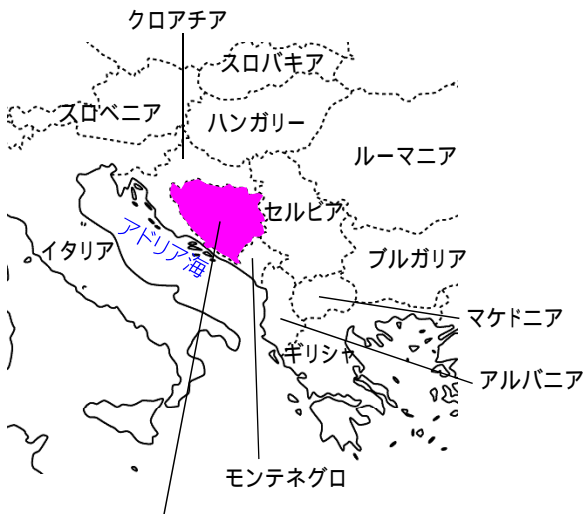 クロアチア
スロバキア
スロベニア
ハンガリー
ルーマニア
セルビア
アドリア海
イタリア
ブルガリア
マケドニア
ギリシャ
アルバニア
モンテネグロ